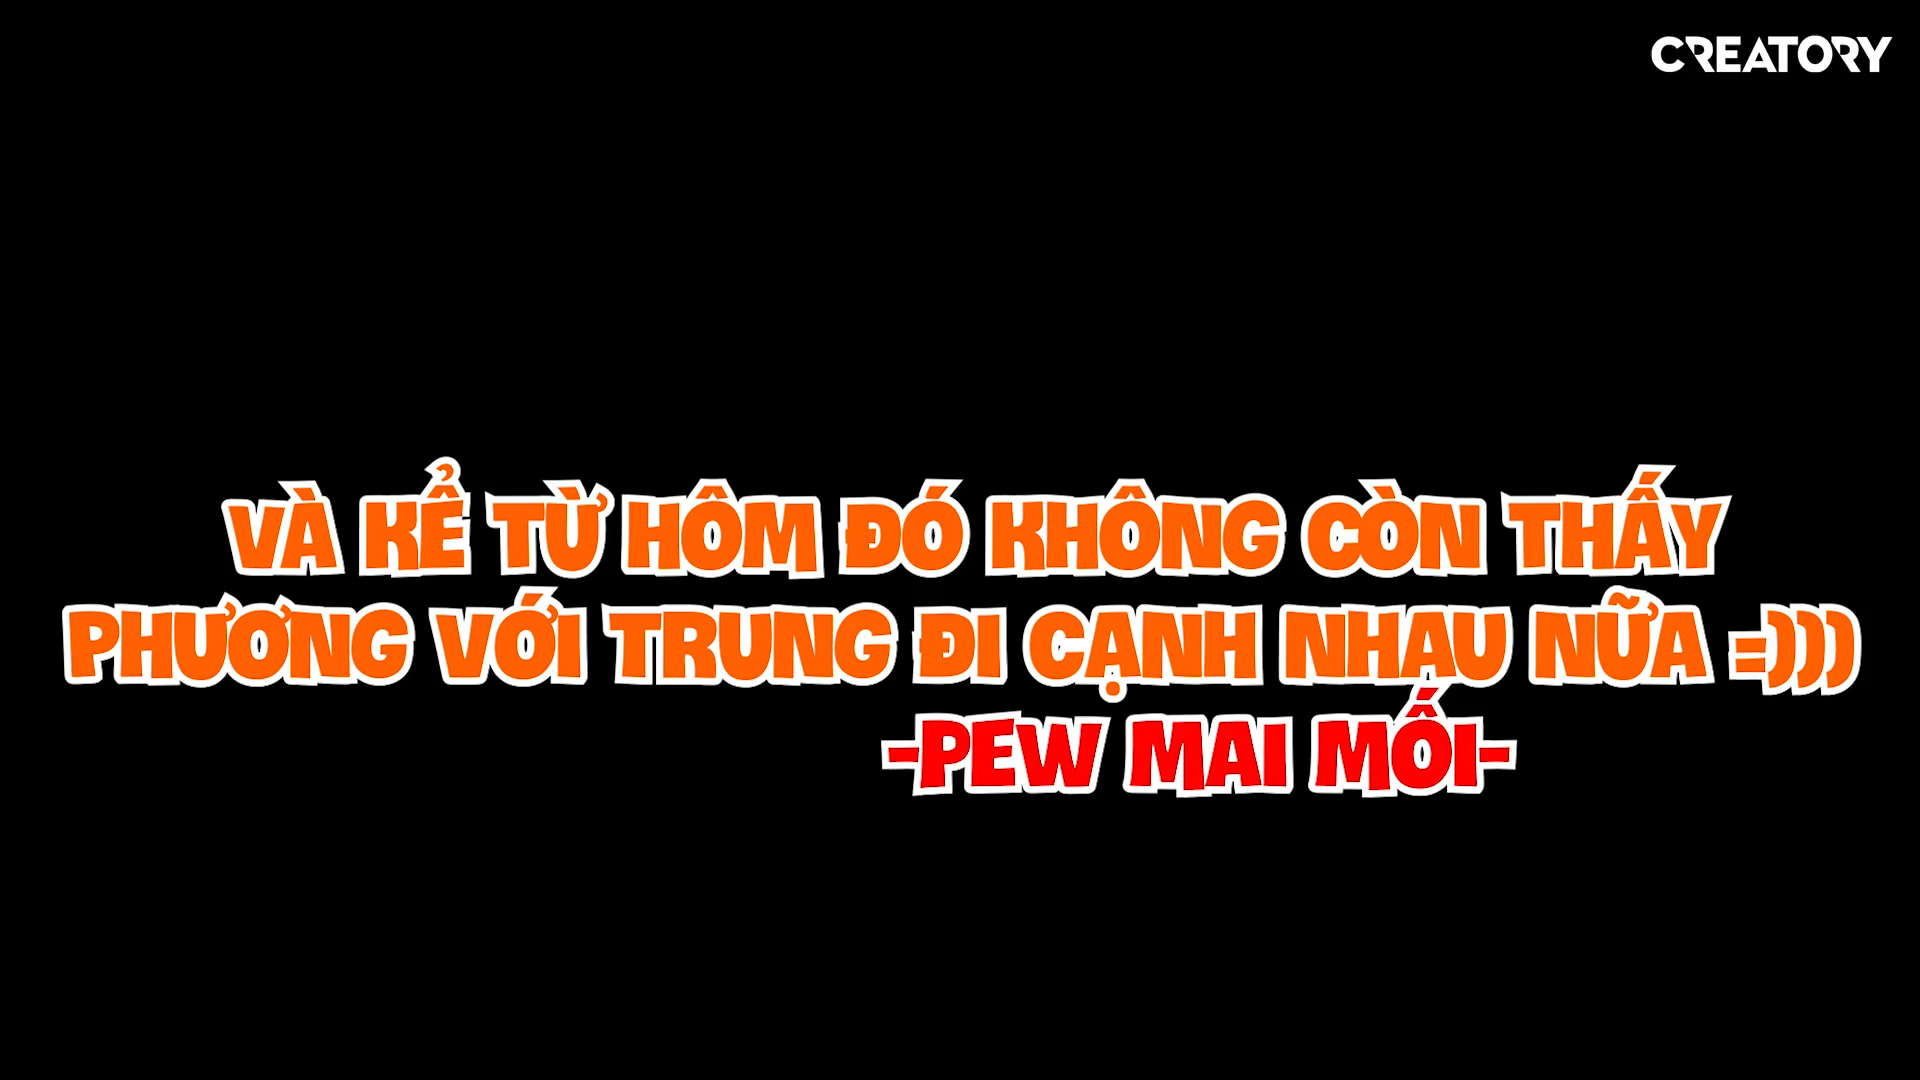 CREATORY
VÀ KỂ TỪ HÔM ĐÓ KHÔNG CÒN THẤY
PHƯƠNG VỚI TRUNG ĐI CẠNH NHAU NỮA =)))
-PEW MAI MỐI-